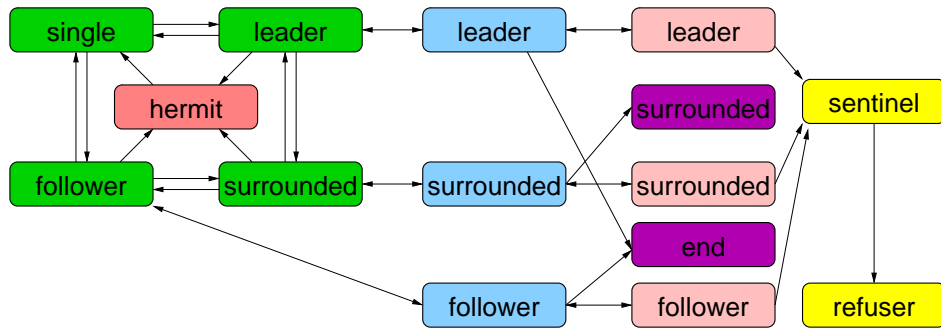 single
leader
leader
leader
hermit
surrounded
sentinel
follower
surrounded
surrounded
surrounded
end
follower
follower
refuser